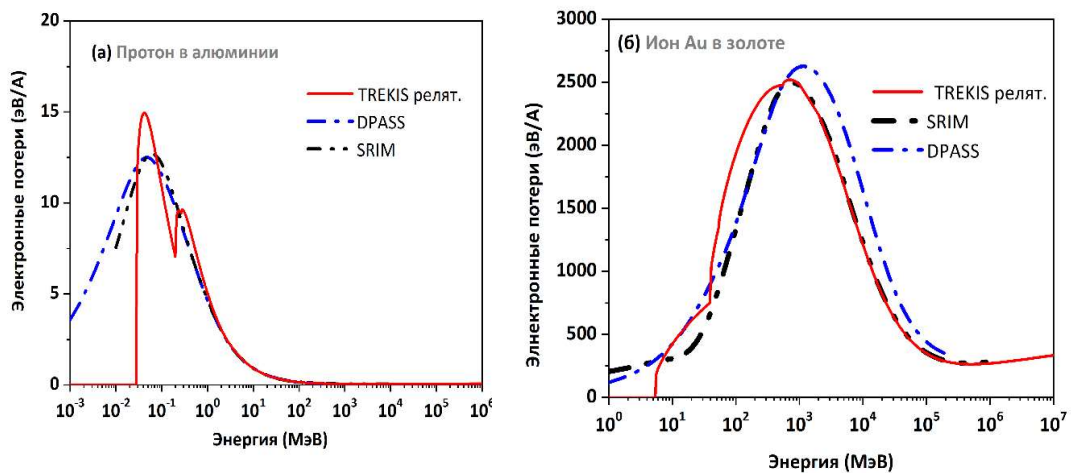 (а) Протон в алюминии
TREKIS релят.
DPASS
SRIM
Электронные потери (эВ/А)
20
15
10
5
0
10⁻³ 10⁻² 10⁻¹ 10⁰ 10¹ 10² 10³ 10⁴ 10⁵ 10⁶
Энергия (МэВ)
(б) Ион Au в золоте
TREKIS релят.
SRIM
DPASS
Элнектронные потери (эВ/А)
3000
2500
2000
1500
1000
500
0
10⁰ 10¹ 10² 10³ 10⁴ 10⁵ 10⁶ 10⁷
Энергия (МэВ)